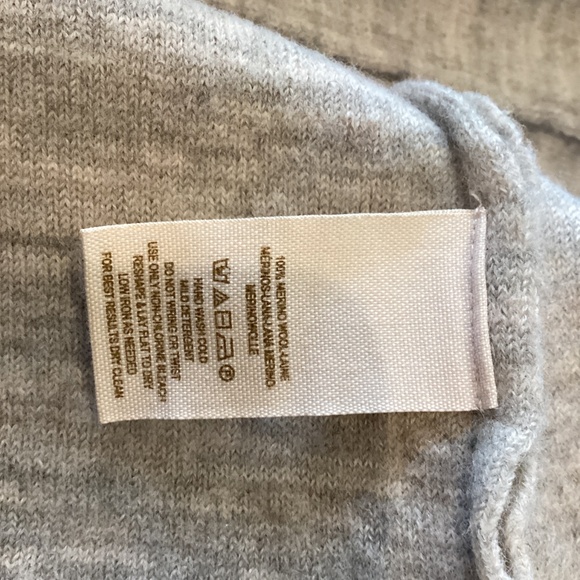 100% MERINO WOOL-LAINE
MERINOS-LANA-LANA MERINO
MERINOWOLLE
HAND WASH COLD
MILD DETERGENT
DO NOT WRING OR TWIST
USE ONLY NON-CHLORINE BLEACH
RESHAPE & LAY FLAT TO DRY
LOW IRON AS NEEDED
FOR BEST RESULTS DRY CLEAN